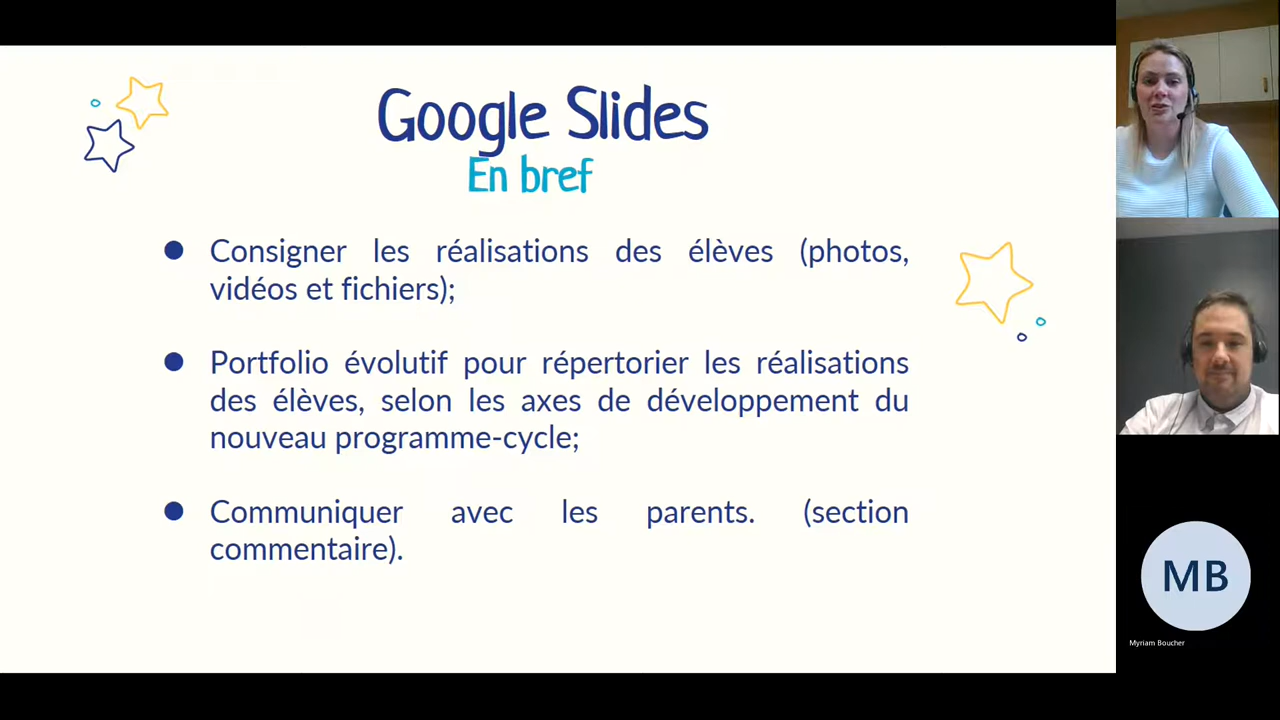 Google Slides
En bref
Consigner les réalisations des élèves (photos,
vidéos et fichiers);
Portfolio évolutif pour répertorier les réalisations
des élèves, selon les axes de développement du
nouveau programme-cycle;
Communiquer avec les parents. (section
commentaire).
MB
Myriam Boucher